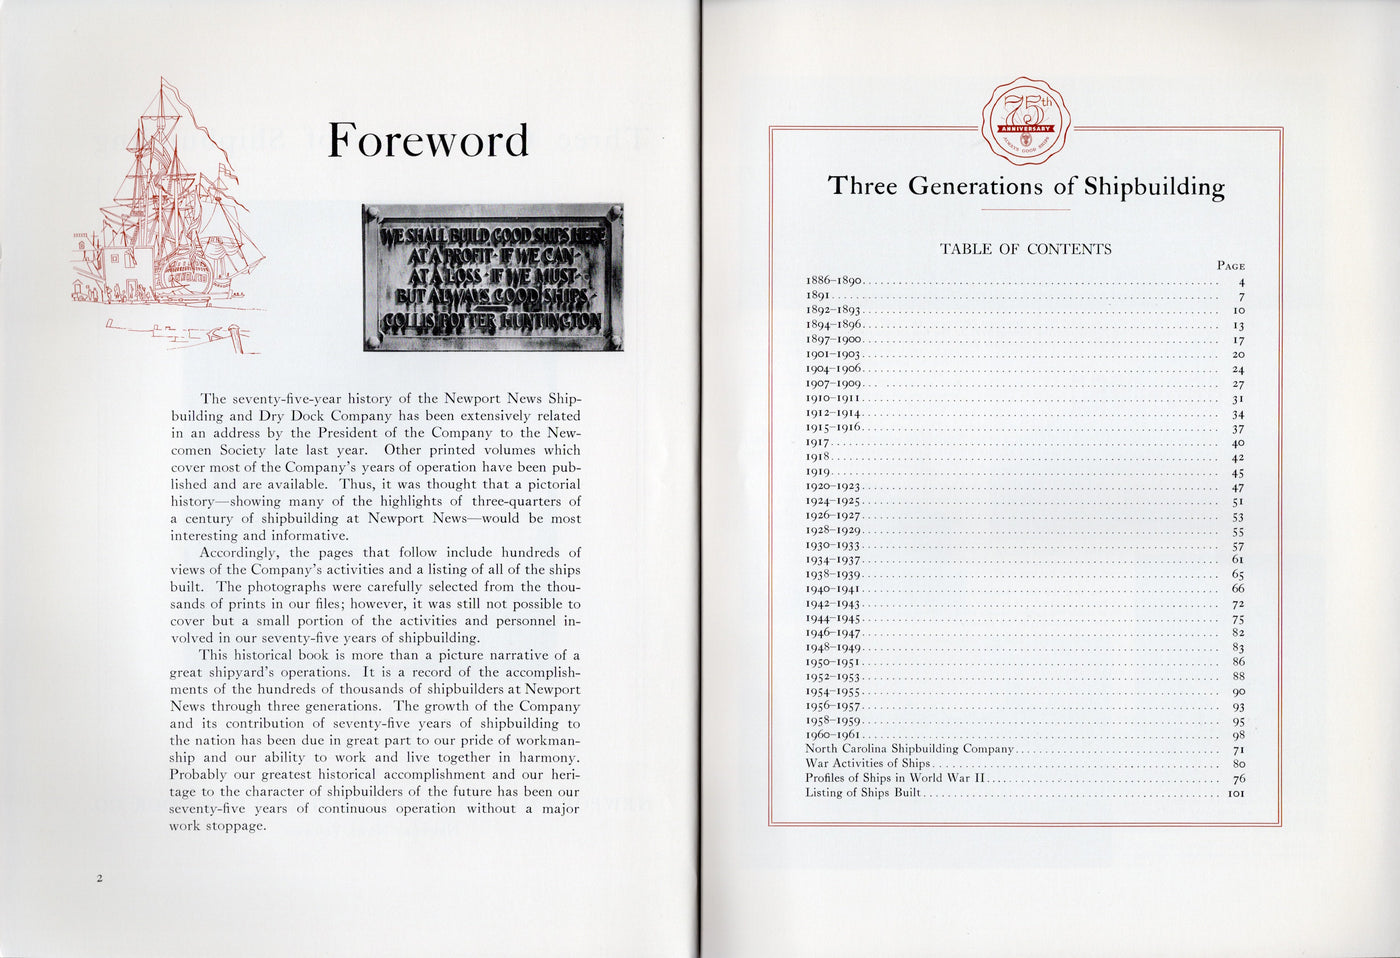 Foreword
WE SHALL BUILD GOOD SHIPS HERE
AT A PROFIT · IF WE CAN ·
AT A LOSS · IF WE MUST ·
BUT ALWAYS GOOD SHIPS ·
COLLIS POTTER HUNTINGTON
The seventy-five-year history of the Newport News Ship-
building and Dry Dock Company has been extensively related
in an address by the President of the Company to the New-
comen Society late last year. Other printed volumes which
cover most of the Company's years of operation have been pub-
lished and are available. Thus, it was thought that a pictorial
history—showing many of the highlights of three-quarters of
a century of shipbuilding at Newport News—would be most
interesting and informative.
Accordingly, the pages that follow include hundreds of
views of the Company's activities and a listing of all of the ships
built. The photographs were carefully selected from the thou-
sands of prints in our files; however, it was still not possible to
cover but a small portion of the activities and personnel in-
volved in our seventy-five years of shipbuilding.
This historical book is more than a picture narrative of a
great shipyard's operations. It is a record of the accomplish-
ments of the hundreds of thousands of shipbuilders at Newport
News through three generations. The growth of the Company
and its contribution of seventy-five years of shipbuilding to
the nation has been due in great part to our pride of workman-
ship and our ability to work and live together in harmony.
Probably our greatest historical accomplishment and our heri-
tage to the character of shipbuilders of the future has been our
seventy-five years of continuous operation without a major
work stoppage.
2
75th
ANNIVERSARY
ALWAYS GOOD SHIPS
Three Generations of Shipbuilding
TABLE OF CONTENTS
PAGE
1886–1890 4
1891 7
1892–1893 10
1894–1896 13
1897–1900 17
1901–1903 20
1904–1906 24
1907–1909 27
1910–1911 31
1912–1914 34
1915–1916 37
1917 40
1918 42
1919 45
1920–1923 47
1924–1925 51
1926–1927 53
1928–1929 55
1930–1933 57
1934–1937 61
1938–1939 65
1940–1941 66
1942–1943 72
1944–1945 75
1946–1947 82
1948–1949 83
1950–1951 86
1952–1953 88
1954–1955 90
1956–1957 93
1958–1959 95
1960–1961 98
North Carolina Shipbuilding Company 71
War Activities of Ships 80
Profiles of Ships in World War II 76
Listing of Ships Built 101